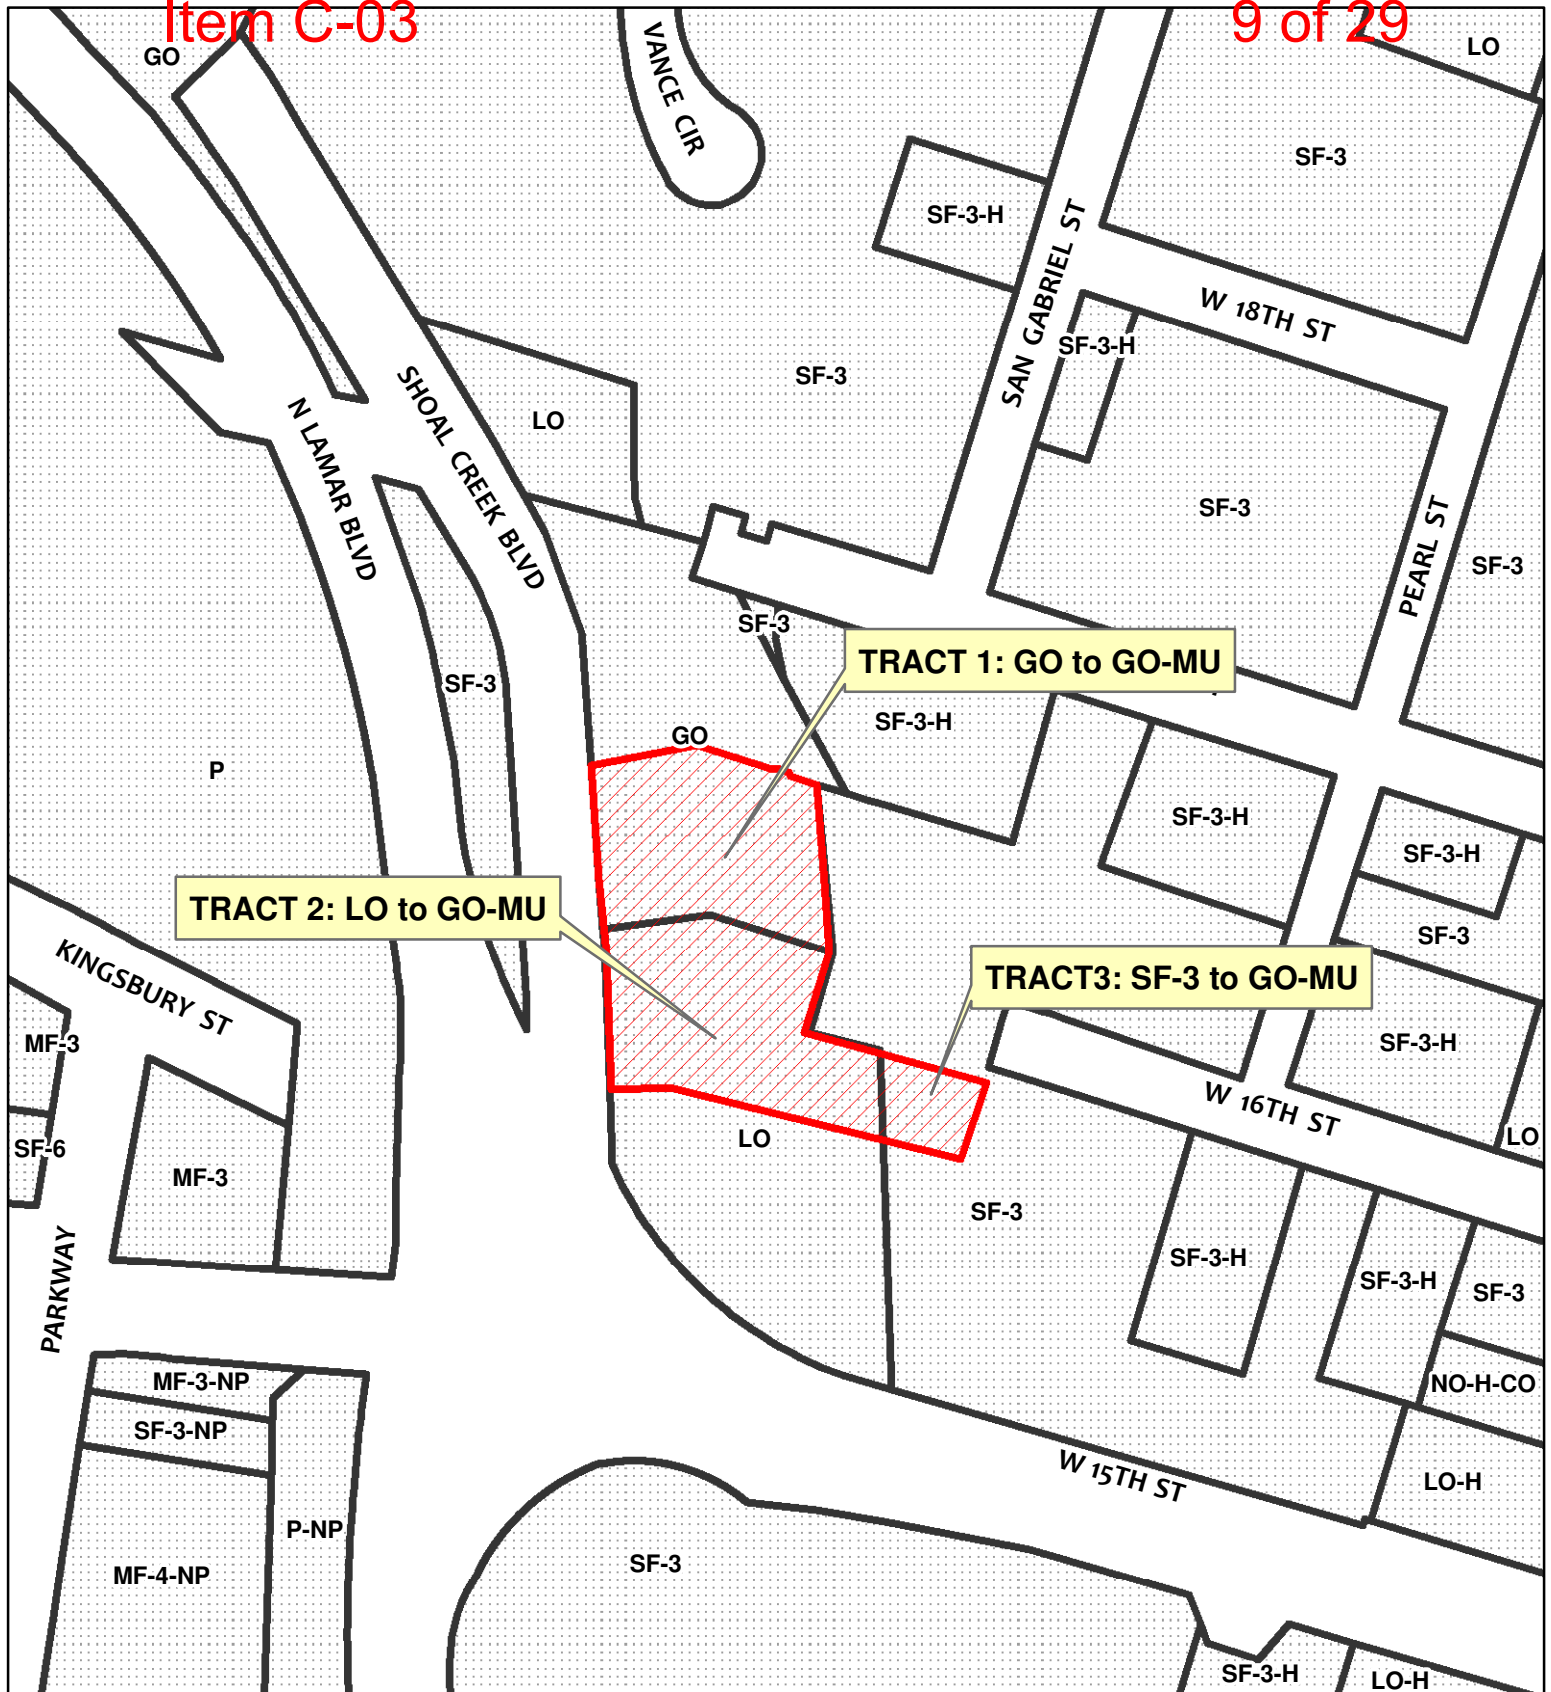 Item C-03
9 of 29
GO
VANCE CIR
LO
SF-3
SF-3-H
SAN GABRIEL ST
W 18TH ST
SF-3-H
SF-3
LO
SHOAL CREEK BLVD
N LAMAR BLVD
SF-3
PEARL ST
SF-3
SF-3
TRACT 1: GO to GO-MU
SF-3
SF-3-H
GO
P
SF-3-H
SF-3-H
TRACT 2: LO to GO-MU
SF-3
KINGSBURY ST
TRACT3: SF-3 to GO-MU
MF-3
SF-3-H
W 16TH ST
LO
LO
SF-6
MF-3
SF-3
PARKWAY
SF-3-H
SF-3-H
SF-3
MF-3-NP
NO-H-CO
SF-3-NP
W 15TH ST
LO-H
P-NP
SF-3
MF-4-NP
SF-3-H
LO-H